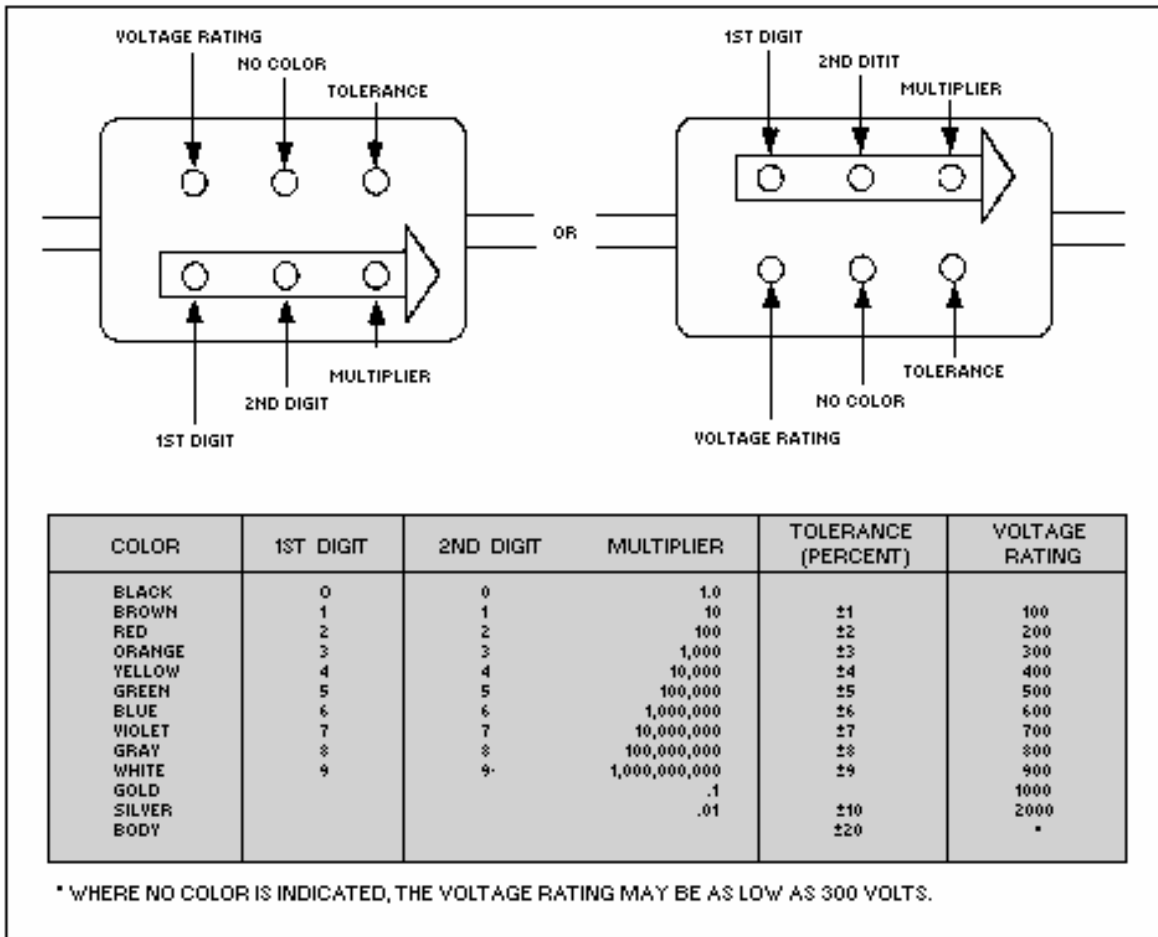 VOLTAGE RATING
NO COLOR
TOLERANCE
1ST DIGIT
2ND DIGIT
MULTIPLIER
OR
1ST DIGIT
2ND DITIT
MULTIPLIER
TOLERANCE
NO COLOR
VOLTAGE RATING
COLOR 1ST DIGIT 2ND DIGIT MULTIPLIER TOLERANCE (PERCENT) VOLTAGE RATING
BLACK 0 0 1.0
BROWN 1 1 10 ±1 100
RED 2 2 100 ±2 200
ORANGE 3 3 1,000 ±3 300
YELLOW 4 4 10,000 ±4 400
GREEN 5 5 100,000 ±5 500
BLUE 6 6 1,000,000 ±6 600
VIOLET 7 7 10,000,000 ±7 700
GRAY 8 8 100,000,000 ±8 800
WHITE 9 9· 1,000,000,000 ±9 900
GOLD .1 1000
SILVER .01 ±10 2000
BODY ±20 *
* WHERE NO COLOR IS INDICATED, THE VOLTAGE RATING MAY BE AS LOW AS 300 VOLTS.